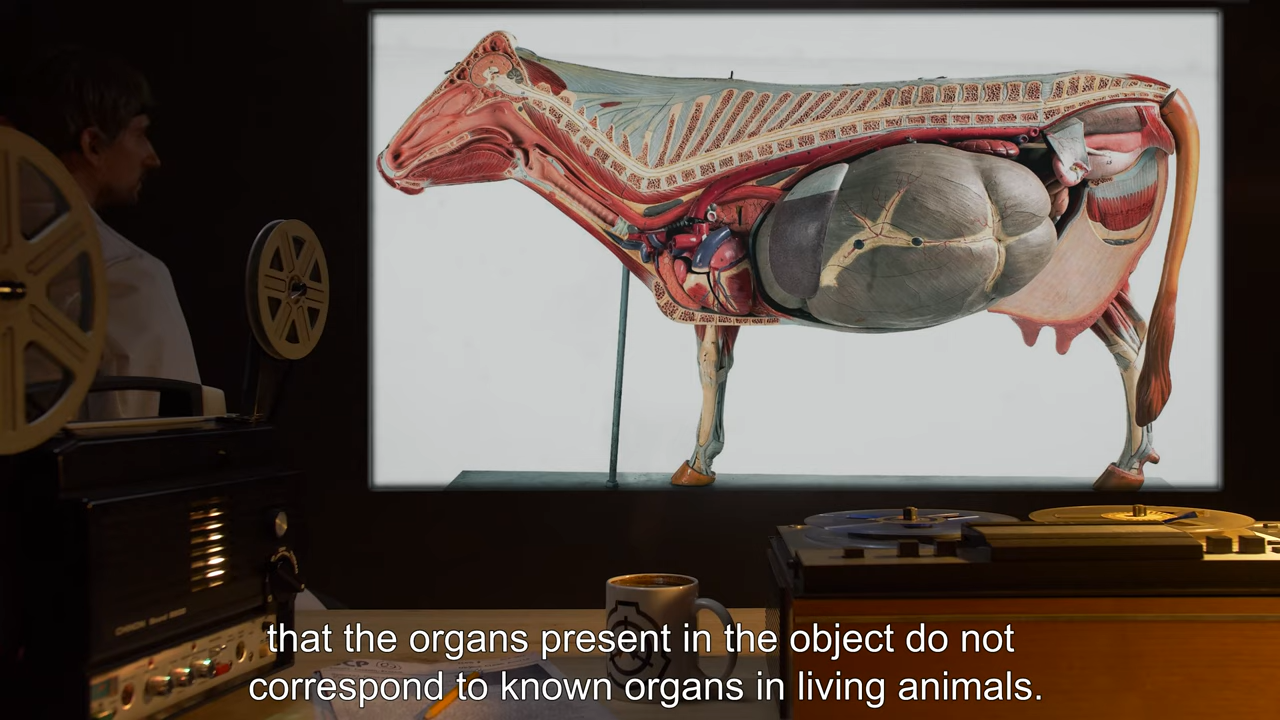 that the organs present in the object do not
correspond to known organs in living animals.